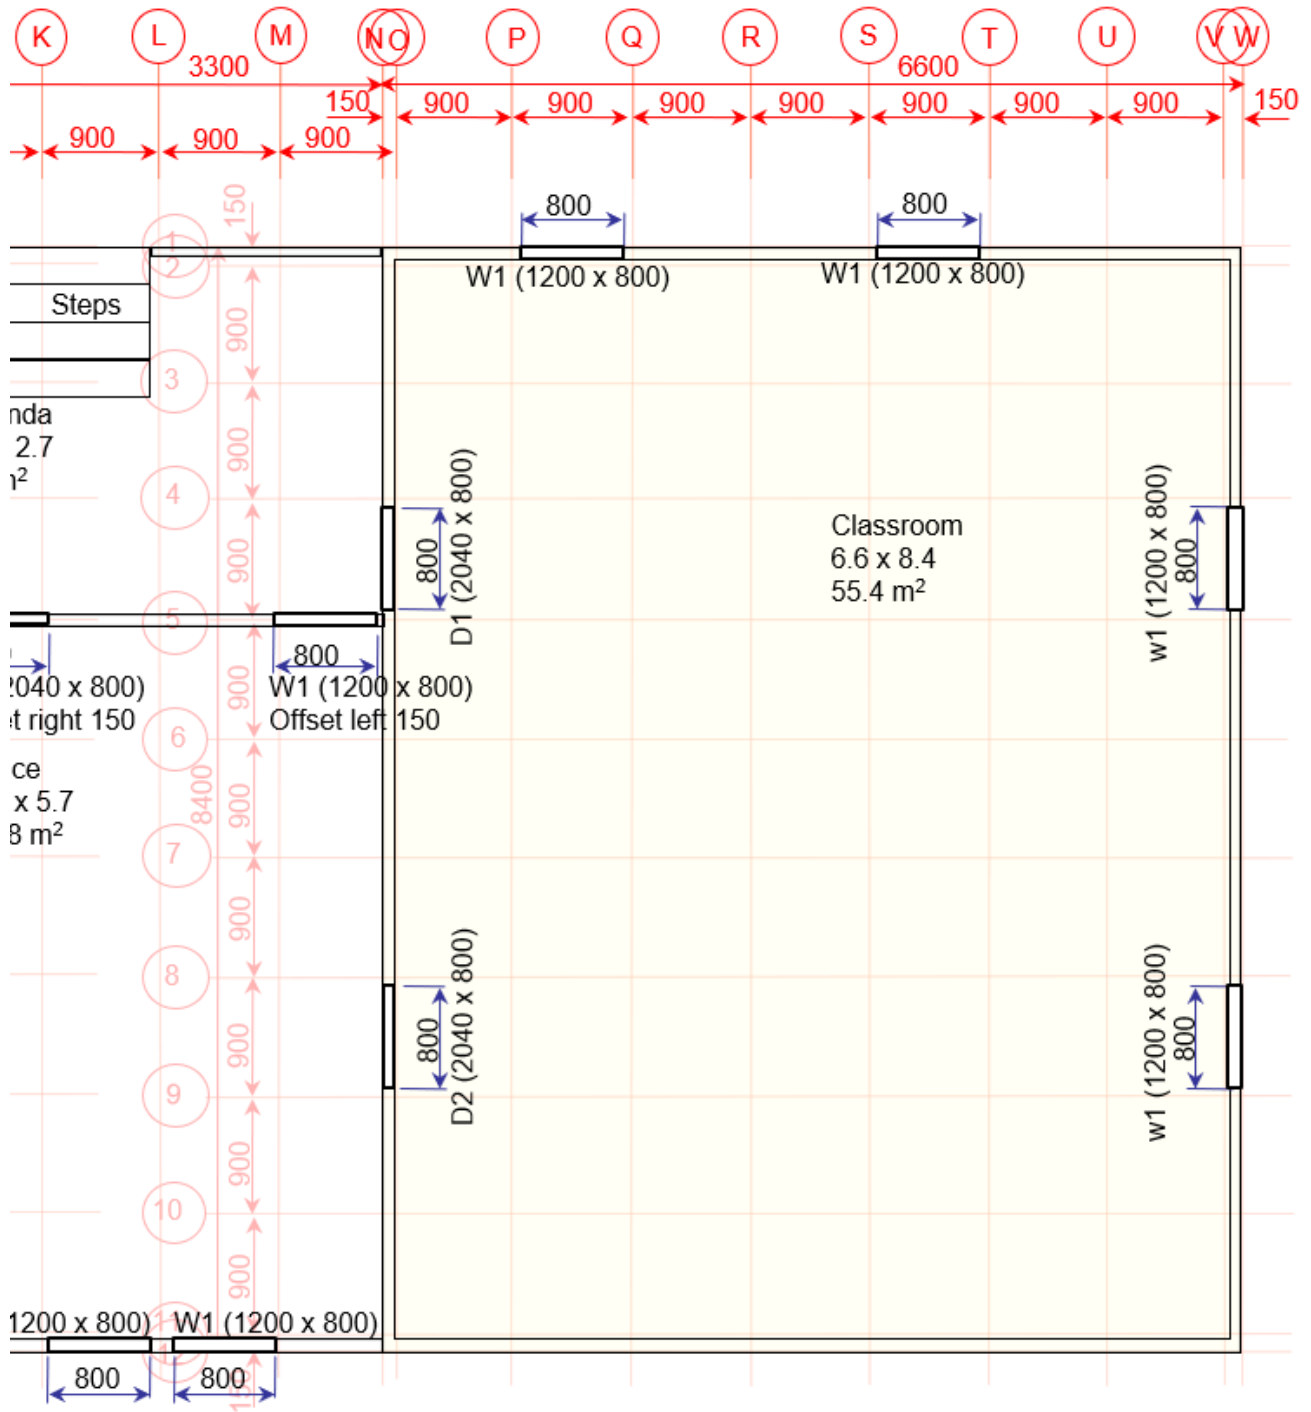 K L M N O P Q R S T U V W
3300 6600
150 900 900 900 900 900 900 900 150
900 900 900
150
800 800
1
2
W1 (1200 x 800) W1 (1200 x 800)
Steps
900
3
nda
2.7
900
4
900
800
D1 (2040 x 800)
Classroom
6.6 x 8.4
55.4 m²
800
w1 (1200 x 800)
5
800
2040 x 800) W1 (1200 x 800)
t right 150 Offset left 150
900
6
ce
x 5.7
8 m²
8400
900
7
900
8
900
800
D2 (2040 x 800)
800
w1 (1200 x 800)
9
900
10
900
11
1200 x 800) W1 (1200 x 800)
800 800
150